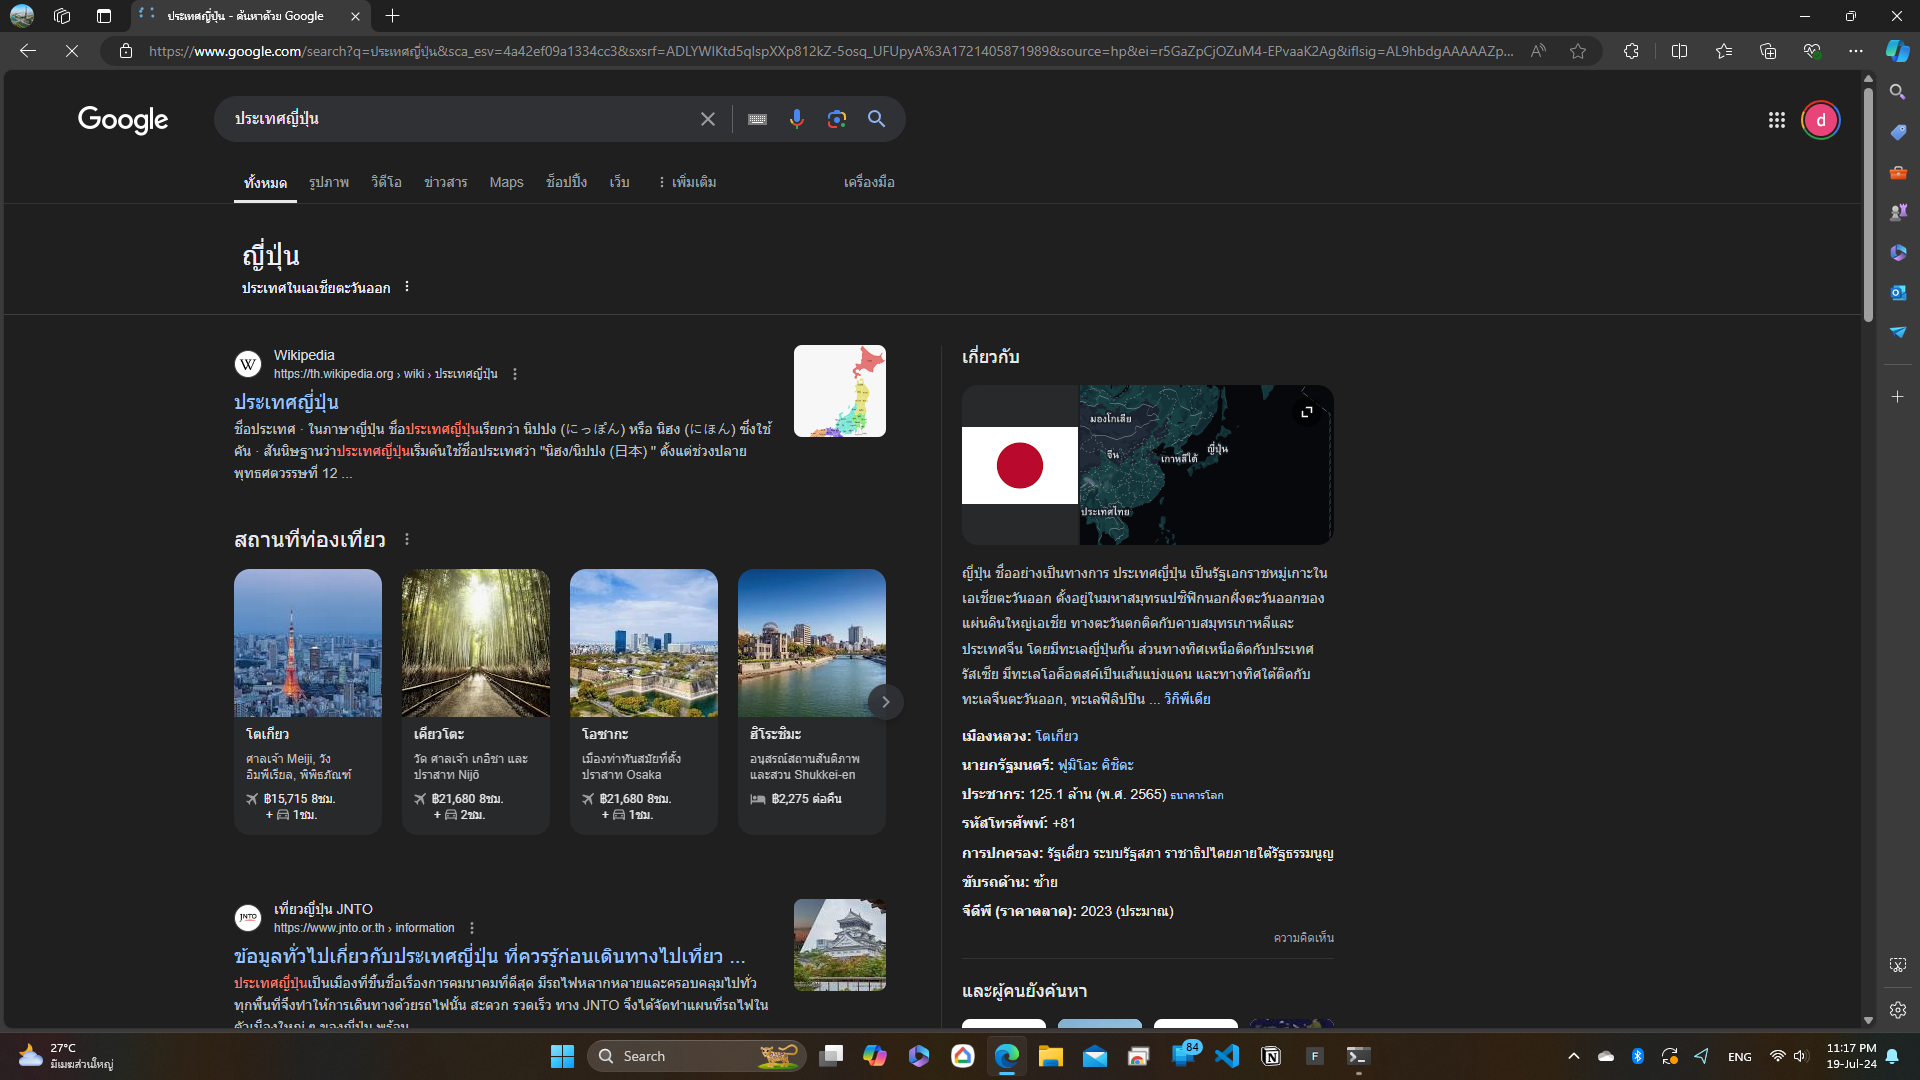 ประเทศญี่ปุ่น - ค้นหาด้วย Google
https://www.google.com/search?q=ประเทศญี่ปุ่น&sca_esv=4a42ef09a1334cc3&sxsrf=ADLYWIKtd5qIspXXp812kZ-5osq_UFUpyA%3A1721405871989&source=hp&ei=r5GaZpCjOZuM4-EPvaaK2Ag&iflsig=AL9hbdgAAAAAZp...
Google
ประเทศญี่ปุ่น
d
ทั้งหมด รูปภาพ วิดีโอ ข่าวสาร Maps ช็อปปิ้ง เว็บ เพิ่มเติม เครื่องมือ
ญี่ปุ่น
ประเทศในเอเชียตะวันออก
W
Wikipedia
https://th.wikipedia.org › wiki › ประเทศญี่ปุ่น
ประเทศญี่ปุ่น
ชื่อประเทศ · ในภาษาญี่ปุ่น ชื่อประเทศญี่ปุ่นเรียกว่า นิปปง (にっぽん) หรือ นิฮง (にほん) ซึ่งใช้
คัน · สันนิษฐานว่าประเทศญี่ปุ่นเริ่มต้นใช้ชื่อประเทศว่า "นิฮง/นิปปง (日本) " ตั้งแต่ช่วงปลาย
พุทธศตวรรษที่ 12 ...
สถานที่ท่องเที่ยว
โตเกียว
ศาลเจ้า Meiji, วัง
อิมพีเรียล, พิพิธภัณฑ์
฿15,715 8ชม.
+ 1ชม.
เคียวโตะ
วัด ศาลเจ้า เกอิชา และ
ปราสาท Nijō
฿21,680 8ชม.
+ 2ชม.
โอซากะ
เมืองท่าทันสมัยที่ตั้ง
ปราสาท Osaka
฿21,680 8ชม.
+ 1ชม.
ฮิโระชิมะ
อนุสรณ์สถานสันติภาพ
และสวน Shukkei-en
฿2,275 ต่อคืน
JNTO
เที่ยวญี่ปุ่น JNTO
https://www.jnto.or.th › information
ข้อมูลทั่วไปเกี่ยวกับประเทศญี่ปุ่น ที่ควรรู้ก่อนเดินทางไปเที่ยว ...
ประเทศญี่ปุ่นเป็นเมืองที่ขึ้นชื่อเรื่องการคมนาคมที่ดีสุด มีรถไฟหลากหลายและครอบคลุมไปทั่ว
ทุกพื้นที่จึงทำให้การเดินทางด้วยรถไฟนั้น สะดวก รวดเร็ว ทาง JNTO จึงได้จัดทำแผนที่รถไฟใน
ตัวเมืองใหญ่ ๆ ของญี่ปุ่น พร้อม
เกี่ยวกับ
มองโกเลีย
จีน
เกาหลีใต้
ญี่ปุ่น
ประเทศไทย
ญี่ปุ่น ชื่ออย่างเป็นทางการ ประเทศญี่ปุ่น เป็นรัฐเอกราชหมู่เกาะใน
เอเชียตะวันออก ตั้งอยู่ในมหาสมุทรแปซิฟิกนอกฝั่งตะวันออกของ
แผ่นดินใหญ่เอเชีย ทางตะวันตกติดกับคาบสมุทรเกาหลีและ
ประเทศจีน โดยมีทะเลญี่ปุ่นกั้น ส่วนทางทิศเหนือติดกับประเทศ
รัสเซีย มีทะเลโอค็อตสค์เป็นเส้นแบ่งแดน และทางทิศใต้ติดกับ
ทะเลจีนตะวันออก, ทะเลฟิลิปปิน ... วิกิพีเดีย
เมืองหลวง: โตเกียว
นายกรัฐมนตรี: ฟูมิโอะ คิชิดะ
ประชากร: 125.1 ล้าน (พ.ศ. 2565) ธนาคารโลก
รหัสโทรศัพท์: +81
การปกครอง: รัฐเดี่ยว ระบบรัฐสภา ราชาธิปไตยภายใต้รัฐธรรมนูญ
ขับรถด้าน: ซ้าย
จีดีพี (ราคาตลาด): 2023 (ประมาณ)
ความคิดเห็น
และผู้คนยังค้นหา
27°C
มีเมฆส่วนใหญ่
Search
84
F
ENG
11:17 PM
19-Jul-24